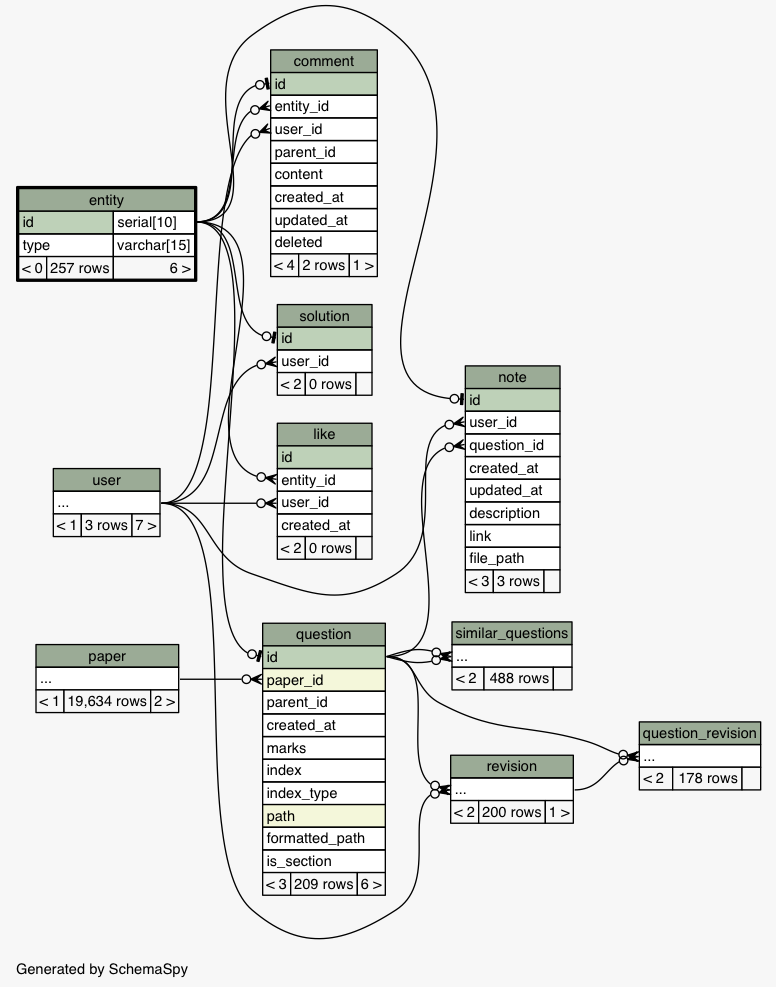 comment
id
entity_id
user_id
parent_id
content
created_at
updated_at
deleted
< 4 2 rows 1 >
entity
id serial[10]
type varchar[15]
< 0 257 rows 6 >
solution
id
user_id
< 2 0 rows
note
id
user_id
question_id
created_at
updated_at
description
link
file_path
< 3 3 rows
like
id
entity_id
user_id
created_at
< 2 0 rows
user
...
< 1 3 rows 7 >
question
id
paper_id
parent_id
created_at
marks
index
index_type
path
formatted_path
is_section
< 3 209 rows 6 >
similar_questions
...
< 2 488 rows
paper
...
< 1 19,634 rows 2 >
question_revision
...
< 2 178 rows
revision
...
< 2 200 rows 1 >
Generated by SchemaSpy